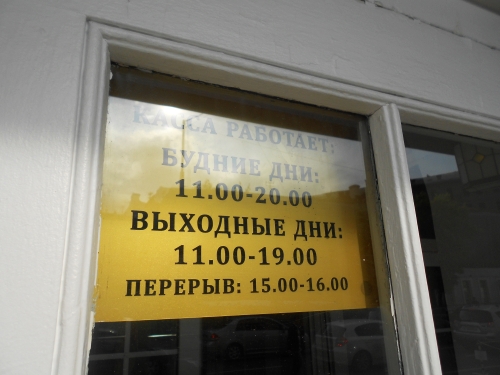 КАССА РАБОТАЕТ:
БУДНИЕ ДНИ:
11.00-20.00
ВЫХОДНЫЕ ДНИ:
11.00-19.00
ПЕРЕРЫВ: 15.00-16.00